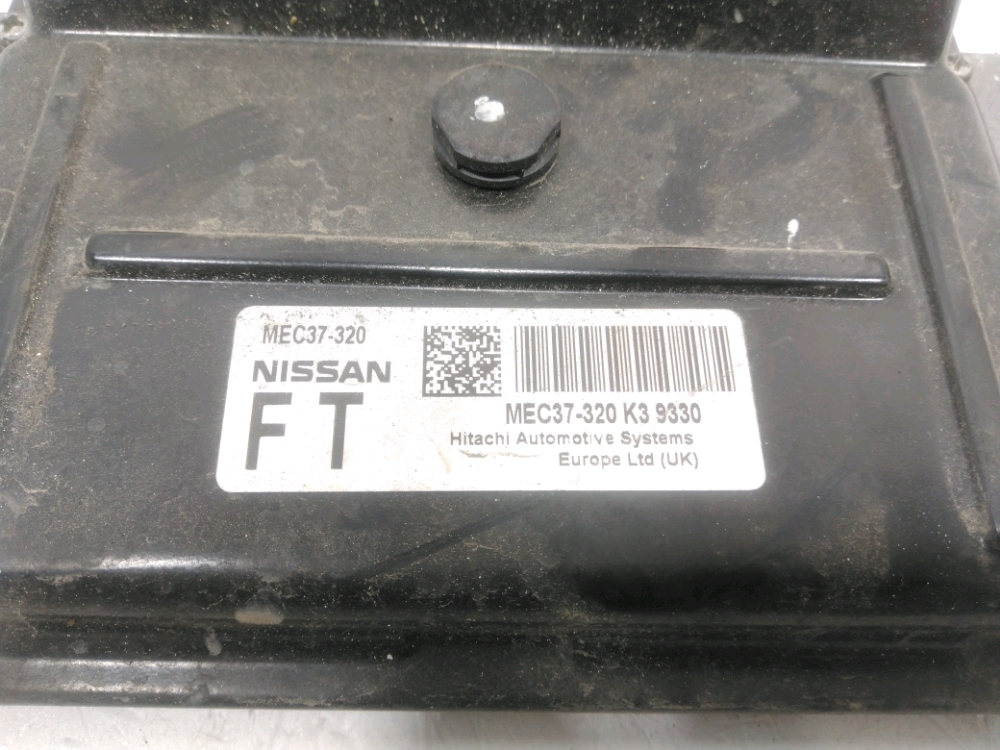 MEC37-320
NISSAN
FT
MEC37-320 K3 9330
Hitachi Automotive Systems
Europe Ltd (UK)